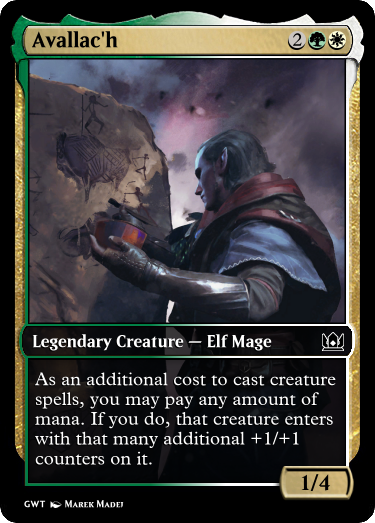 Avallac'h 2
Legendary Creature — Elf Mage
As an additional cost to cast creature
spells, you may pay any amount of
mana. If you do, that creature enters
with that many additional +1/+1
counters on it.
1/4
GWT Marek Madej